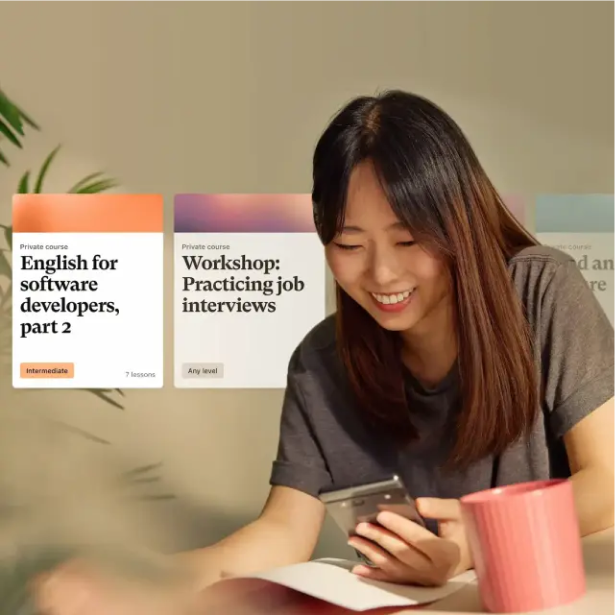 Private course
English for
software
developers,
part 2
Intermediate
7 lessons
Private course
Workshop:
Practicing job
interviews
Any level
course